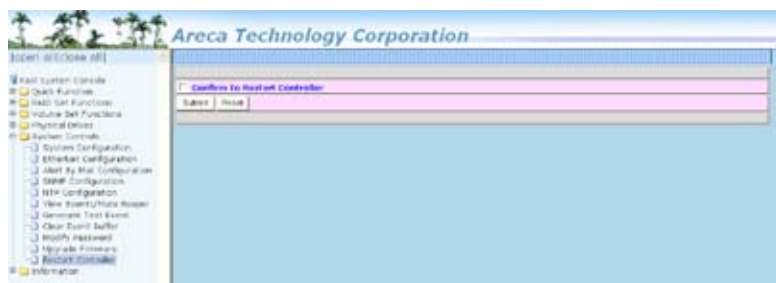 Areca Technology Corporation
[open all|close all]
Raid System Console
Quick Function
Raid Set Functions
Volume Set Functions
Physical Drives
System Controls
System Configuration
EtherNet Configuration
Alert By Mail Configuration
SNMP Configuration
NTP Configuration
View Events/Mute Beeper
Generate Test Event
Clear Event Buffer
Modify Password
Upgrade Firmware
Restart Controller
Information
Confirm to Restart Controller
Submit Reset